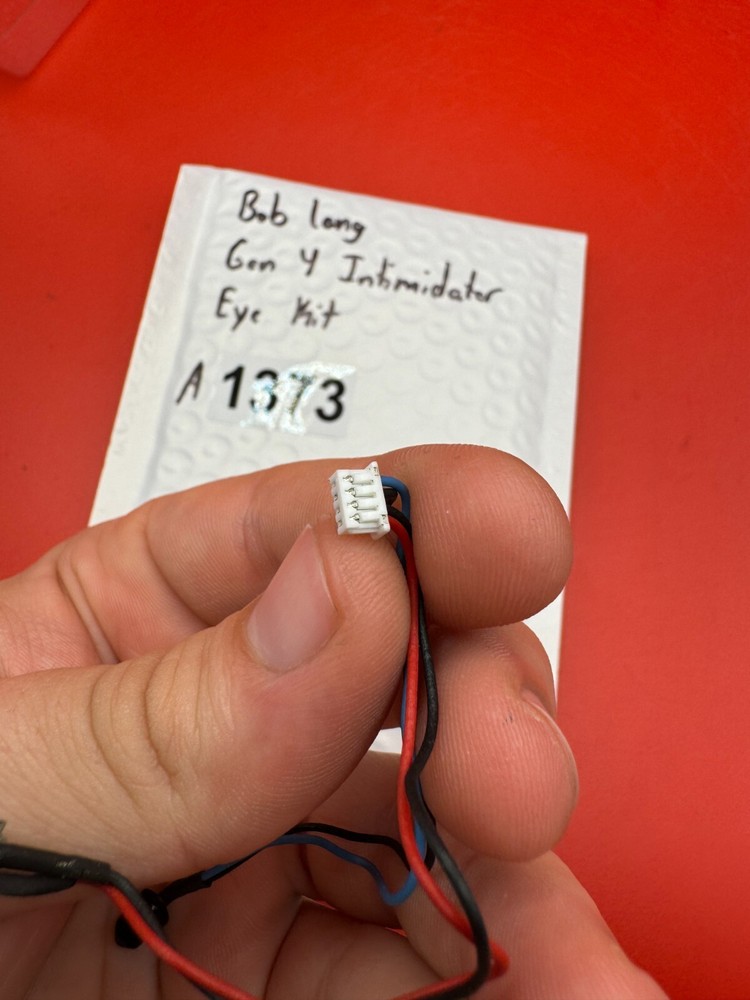 Bob long
Gen 4 Intimidator
Eye Kit
A 1373